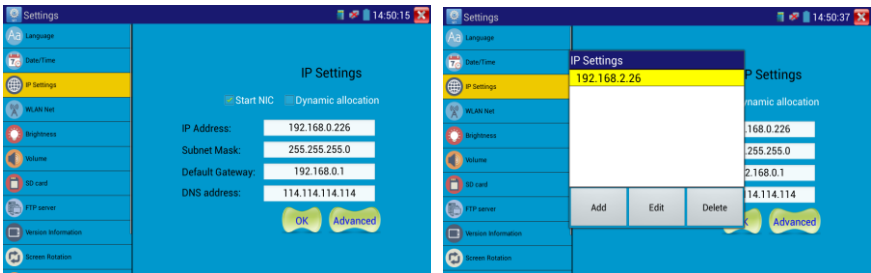 Settings
14:50:15
Language
Date/Time
IP Settings
WLAN Net
Brightness
Volume
SD card
FTP server
Version Information
Screen Rotation
IP Settings
Start NIC Dynamic allocation
IP Address: 192.168.0.226
Subnet Mask: 255.255.255.0
Default Gateway: 192.168.0.1
DNS address: 114.114.114.114
OK Advanced
Settings
14:50:37
Language
Date/Time
IP Settings
WLAN Net
Brightness
Volume
SD card
FTP server
Version Information
Screen Rotation
IP Settings
192.168.2.26
Add Edit Delete
P Settings
ynamic allocation
.168.0.226
.255.255.0
2.168.0.1
114.114
K Advanced